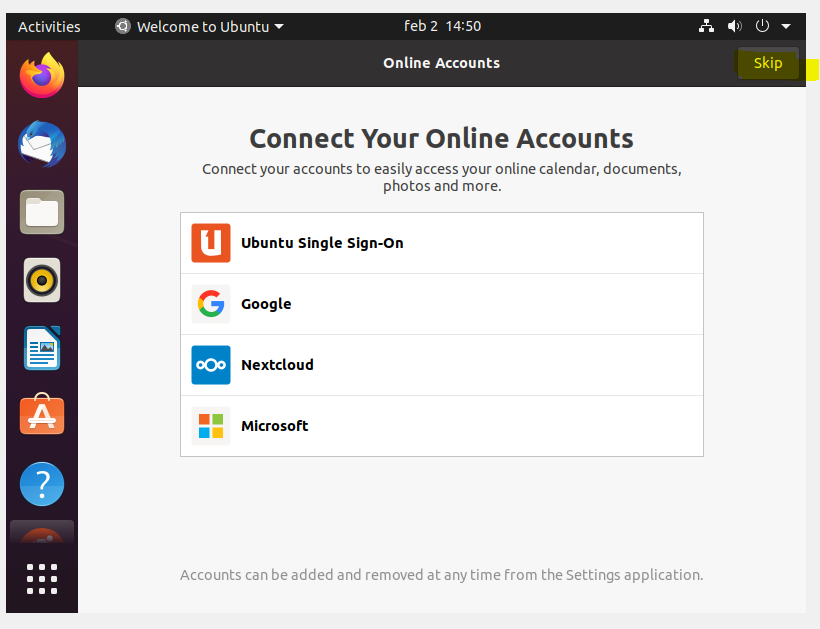 Activities
Welcome to Ubuntu
feb 2 14:50
Online Accounts
Skip
Connect Your Online Accounts
Connect your accounts to easily access your online calendar, documents,
photos and more.
Ubuntu Single Sign-On
Google
Nextcloud
Microsoft
Accounts can be added and removed at any time from the Settings application.